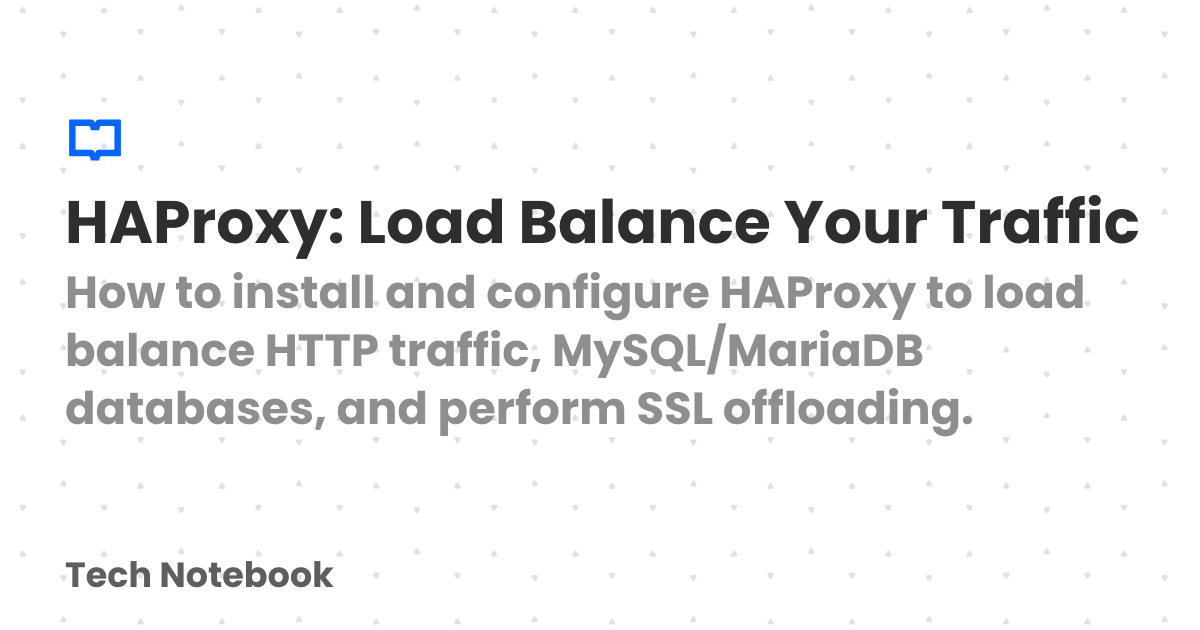 HAProxy: Load Balance Your Traffic
How to install and configure HAProxy to load
balance HTTP traffic, MySQL/MariaDB
databases, and perform SSL offloading.
Tech Notebook